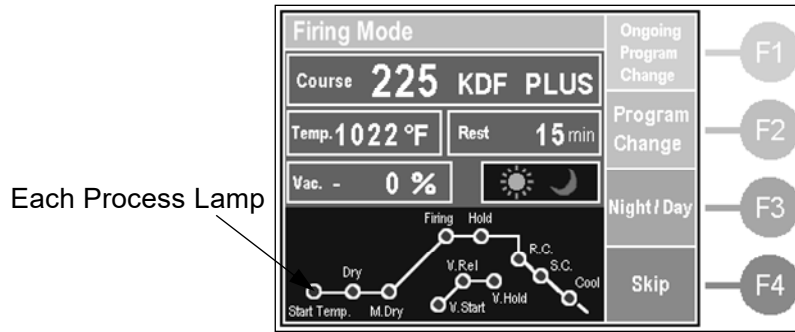 Firing Mode
Ongoing
Program
Change
F1
Course 225 KDF PLUS
Temp. 1022 °F Rest 15 min
Program
Change
F2
Vac. - 0 %
Night / Day
F3
Each Process Lamp
Firing Hold
R.C.
Dry V.Rel S.C.
Cool
V.Hold
Start Temp. M.Dry V.Start
Skip
F4